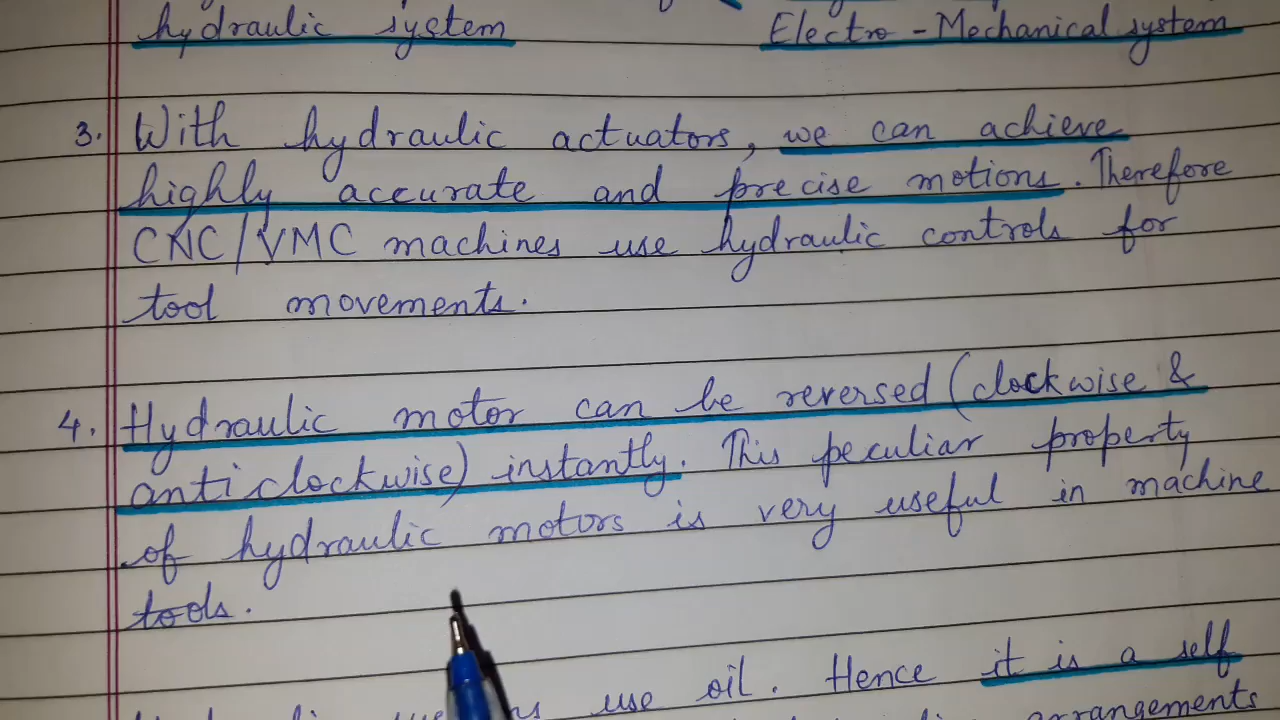 hydraulic system Electro - Mechanical system
3. With hydraulic actuators, we can achieve
highly accurate and precise motions. Therefore
CNC/VMC machines use hydraulic controls for
tool movements.
4. Hydraulic motor can be reversed (clockwise &
anticlockwise) instantly. This peculiar property
of hydraulic motors is very useful in machine
tools.
use oil. Hence it is a self
arrangements